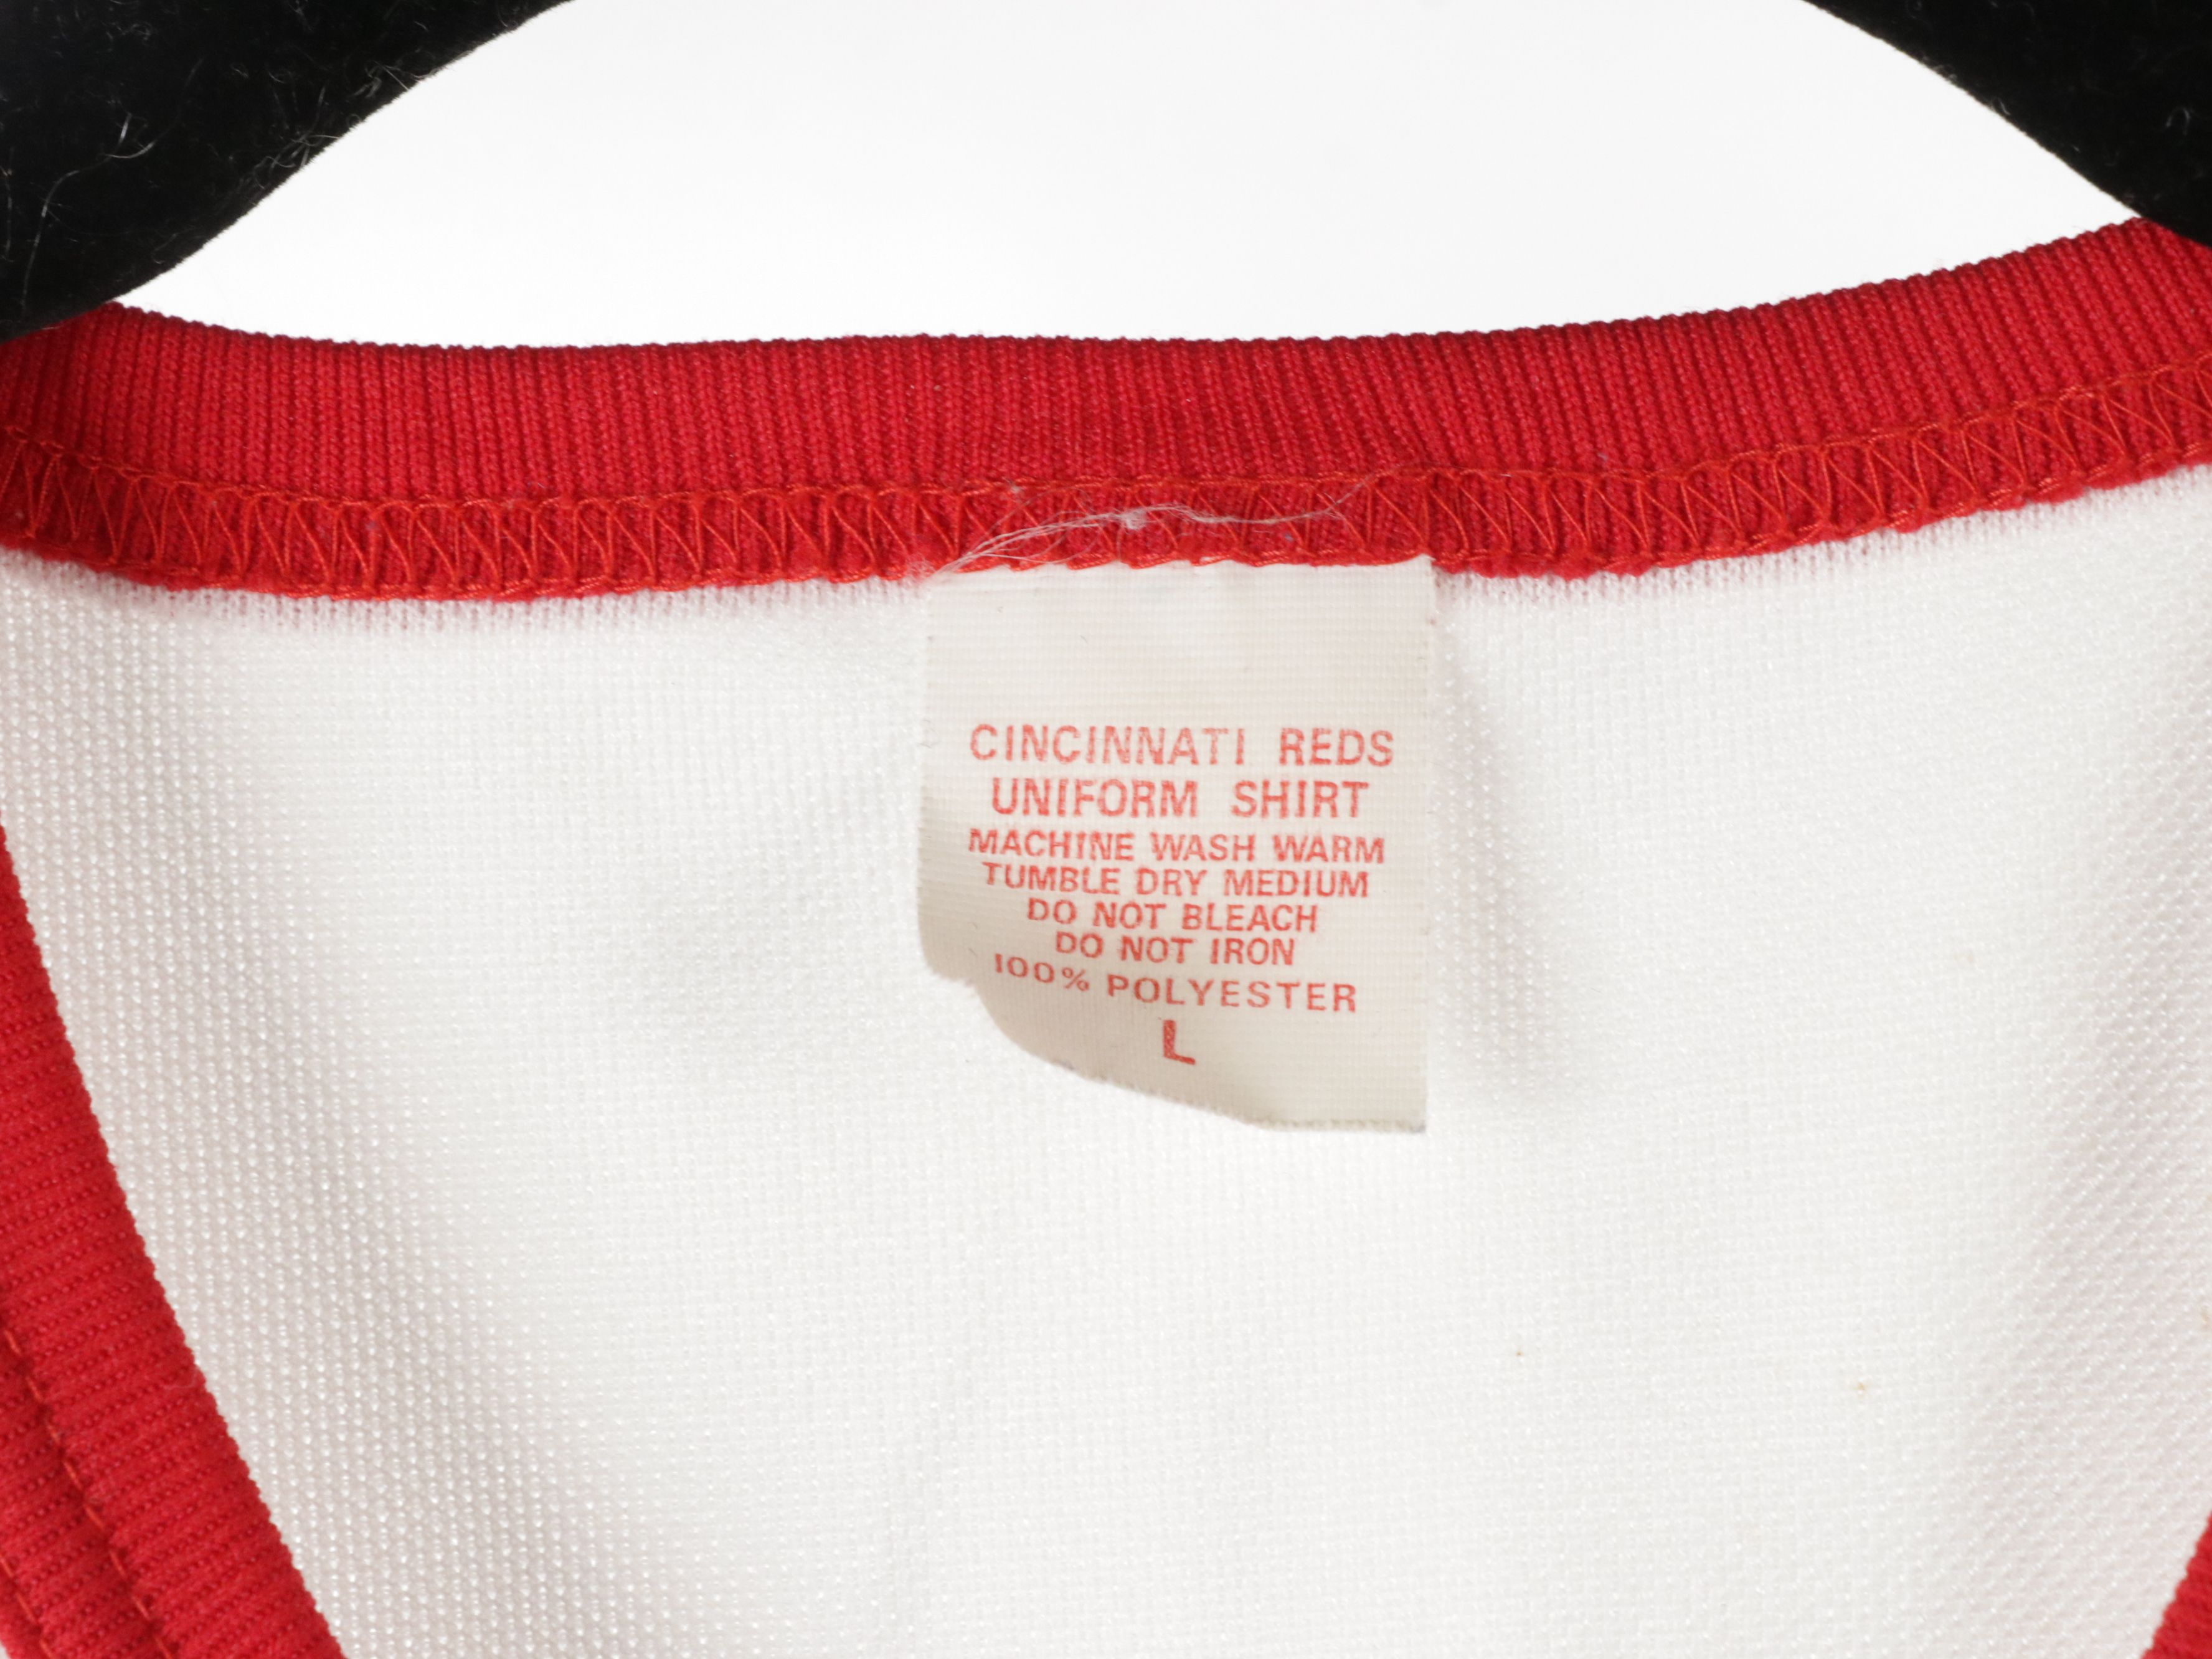 CINCINNATI REDS
UNIFORM SHIRT
MACHINE WASH WARM
TUMBLE DRY MEDIUM
DO NOT BLEACH
DO NOT IRON
100% POLYESTER
L